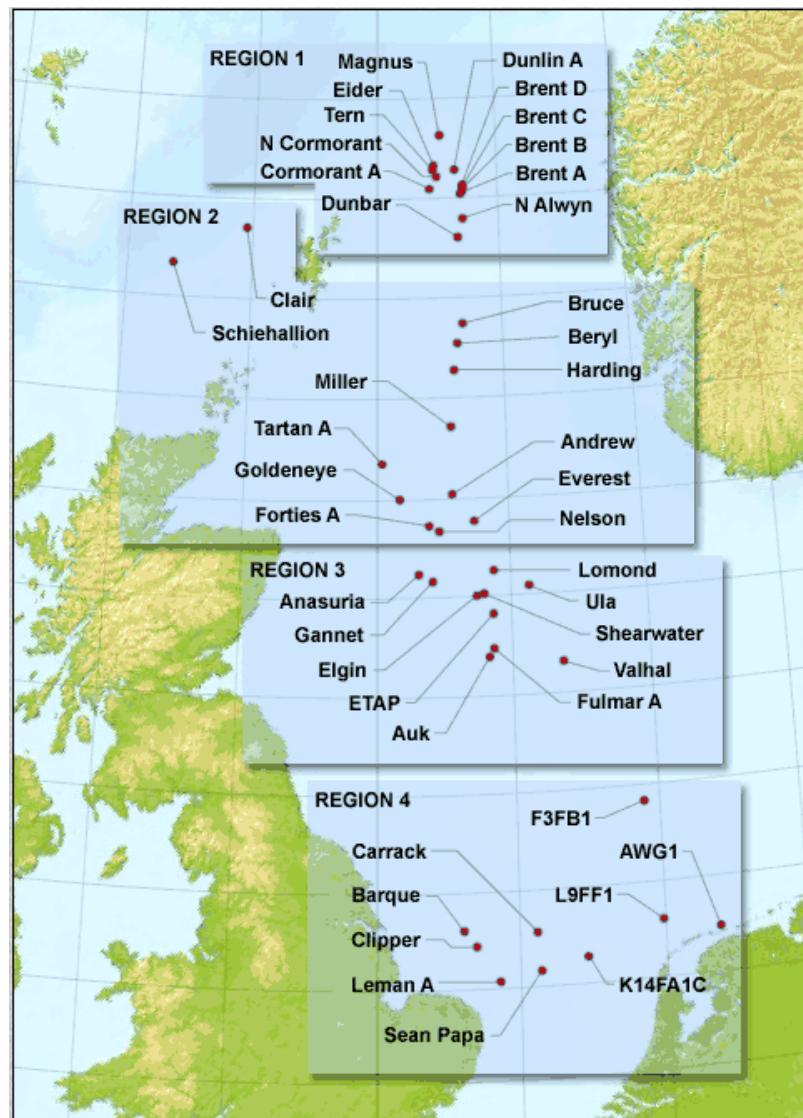 REGION 1
Magnus
Dunlin A
Eider
Brent D
Tern
Brent C
N Cormorant
Brent B
Cormorant A
Brent A
Dunbar
N Alwyn
REGION 2
Clair
Schiehallion
Bruce
Beryl
Harding
Miller
Tartan A
Andrew
Goldeneye
Everest
Forties A
Nelson
REGION 3
Lomond
Anasuria
Ula
Gannet
Shearwater
Elgin
Valhal
ETAP
Fulmar A
Auk
REGION 4
F3FB1
Carrack
AWG1
Barque
L9FF1
Clipper
Leman A
K14FA1C
Sean Papa